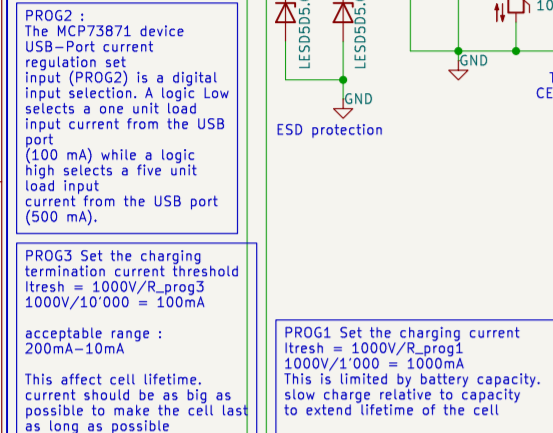 PROG2 :
The MCP73871 device
USB-Port current
regulation set
input (PROG2) is a digital
input selection. A logic Low
selects a one unit load
input current from the USB
port
(100 mA) while a logic
high selects a five unit
load input
current from the USB port
(500 mA).
PROG3 Set the charging
termination current threshold
Itresh = 1000V/R_prog3
1000V/10'000 = 100mA
acceptable range :
200mA-10mA
This affect cell lifetime.
current should be as big as
possible to make the cell last
as long as possible
LESD5D5.
LESD5D5.
GND
ESD protection
GND
10
T
CE
PROG1 Set the charging current
Itresh = 1000V/R_prog1
1000V/1'000 = 1000mA
This is limited by battery capacity.
slow charge relative to capacity
to extend lifetime of the cell